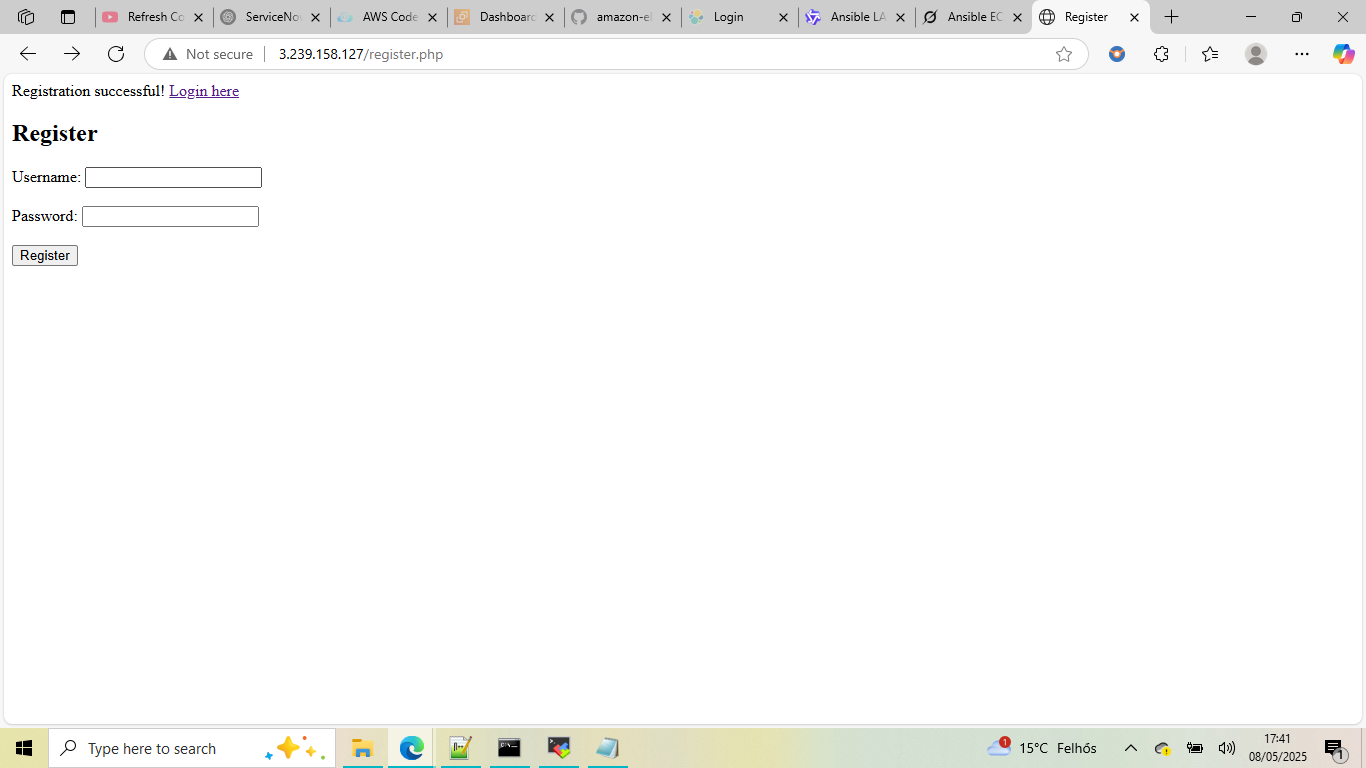 Refresh Co
ServiceNov
AWS Code
Dashboard
amazon-el
Login
Ansible LA
Ansible EC
Register
Not secure
3.239.158.127/register.php
Registration successful! Login here
Register
Username:
Password:
Register
Type here to search
1
15°C Felhős
17:41
08/05/2025
1